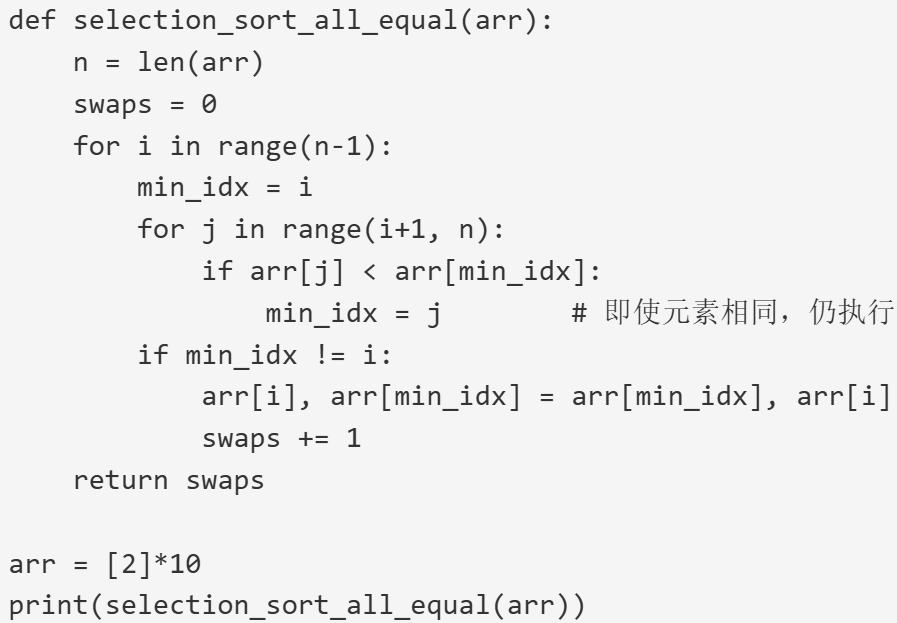 def selection_sort_all_equal(arr):
    n = len(arr)
    swaps = 0
    for i in range(n-1):
        min_idx = i
        for j in range(i+1, n):
            if arr[j] < arr[min_idx]:
                min_idx = j        # 即使元素相同，仍执行
        if min_idx != i:
            arr[i], arr[min_idx] = arr[min_idx], arr[i]
            swaps += 1
    return swaps

arr = [2]*10
print(selection_sort_all_equal(arr))